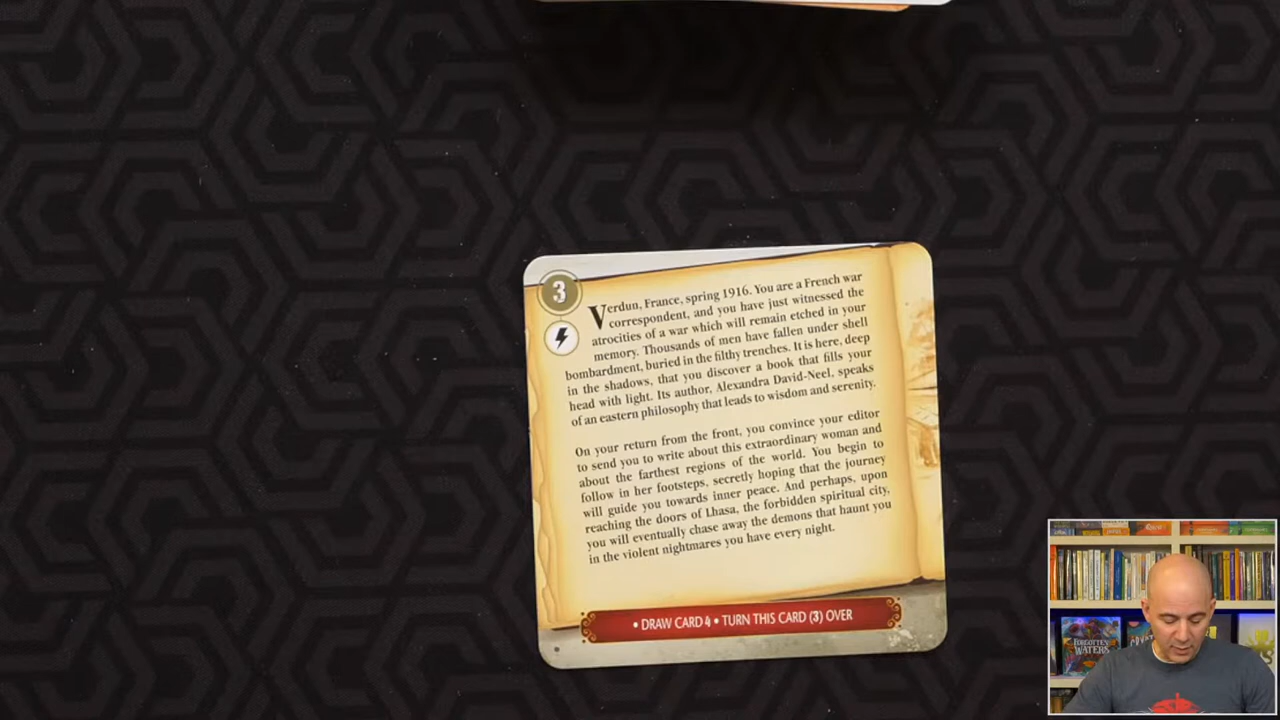 3
Verdun, France, spring 1916. You are a French war
correspondent, and you have just witnessed the
atrocities of a war which will remain etched in your
memory. Thousands of men have fallen under shell
bombardment, buried in the filthy trenches. It is here, deep
in the shadows, that you discover a book that fills your
head with light. Its author, Alexandra David-Neel, speaks
of an eastern philosophy that leads to wisdom and serenity.
On your return from the front, you convince your editor
to send you to write about this extraordinary woman and
about the farthest regions of the world. You begin to
follow in her footsteps, secretly hoping that the journey
will guide you towards inner peace. And perhaps, upon
reaching the doors of Lhasa, the forbidden spiritual city,
you will eventually chase away the demons that haunt you
in the violent nightmares you have every night.
• DRAW CARD 4 • TURN THIS CARD (3) OVER
FORGOTTEN
WATERS